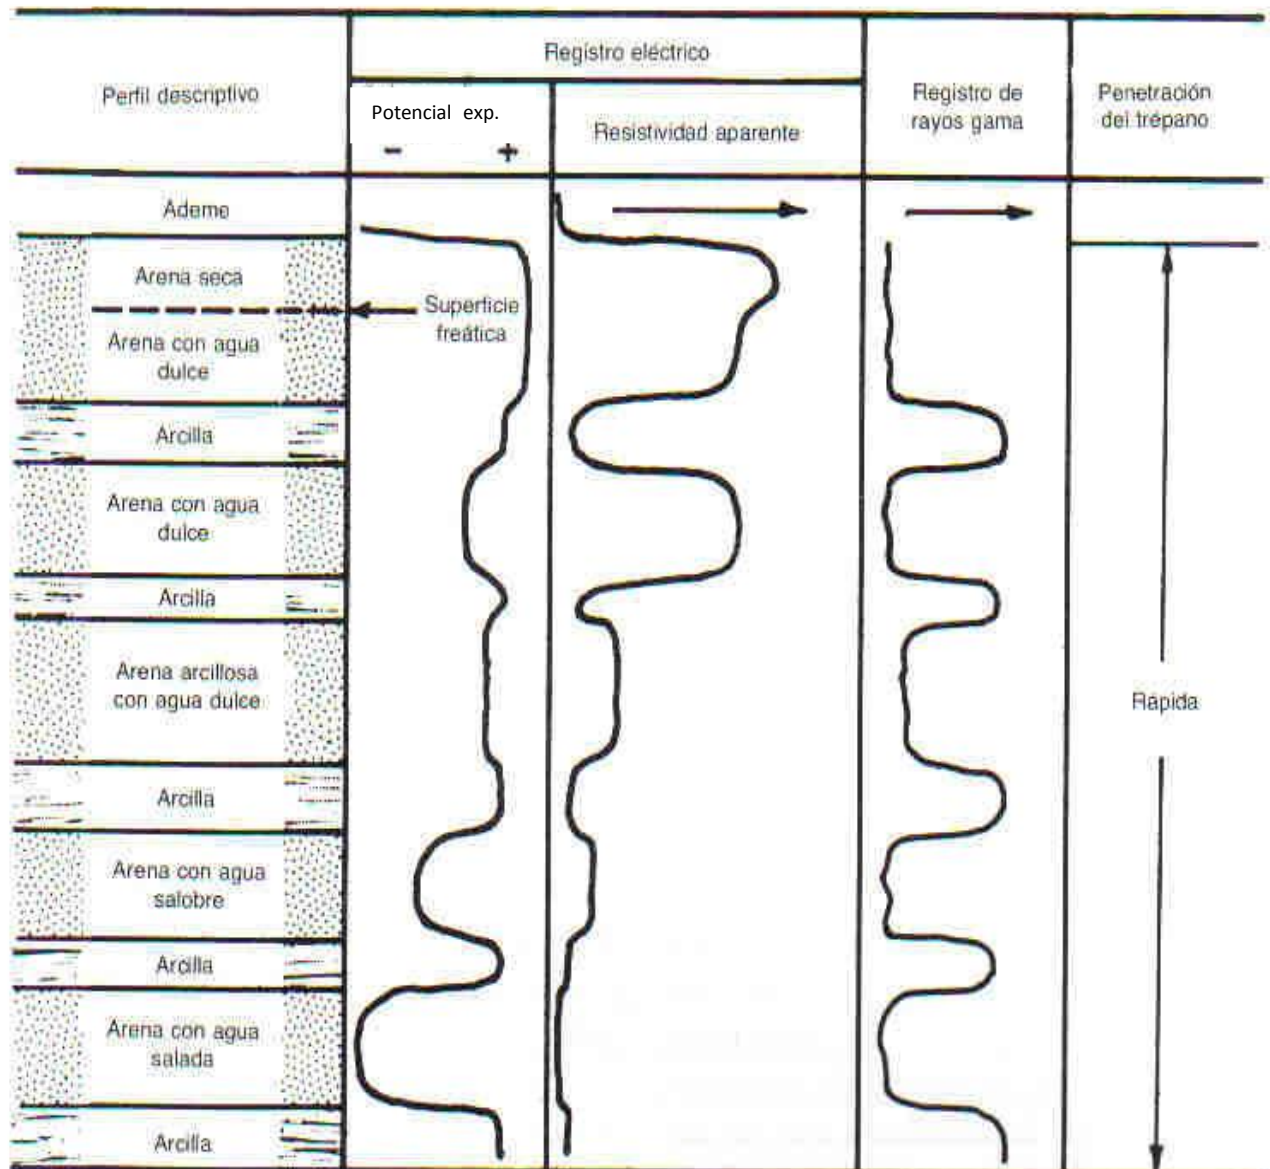 Registro eléctrico
Perfil descriptivo
Potencial exp.
- +
Resistividad aparente
Registro de
rayos gama
Penetración
del trépano
Ademe
Arena seca
Superficie
freática
Arena con agua
dulce
Arcilla
Arena con agua
dulce
Arcilla
Arena arcillosa
con agua dulce
Rápida
Arcilla
Arena con agua
salobre
Arcilla
Arena con agua
salada
Arcilla